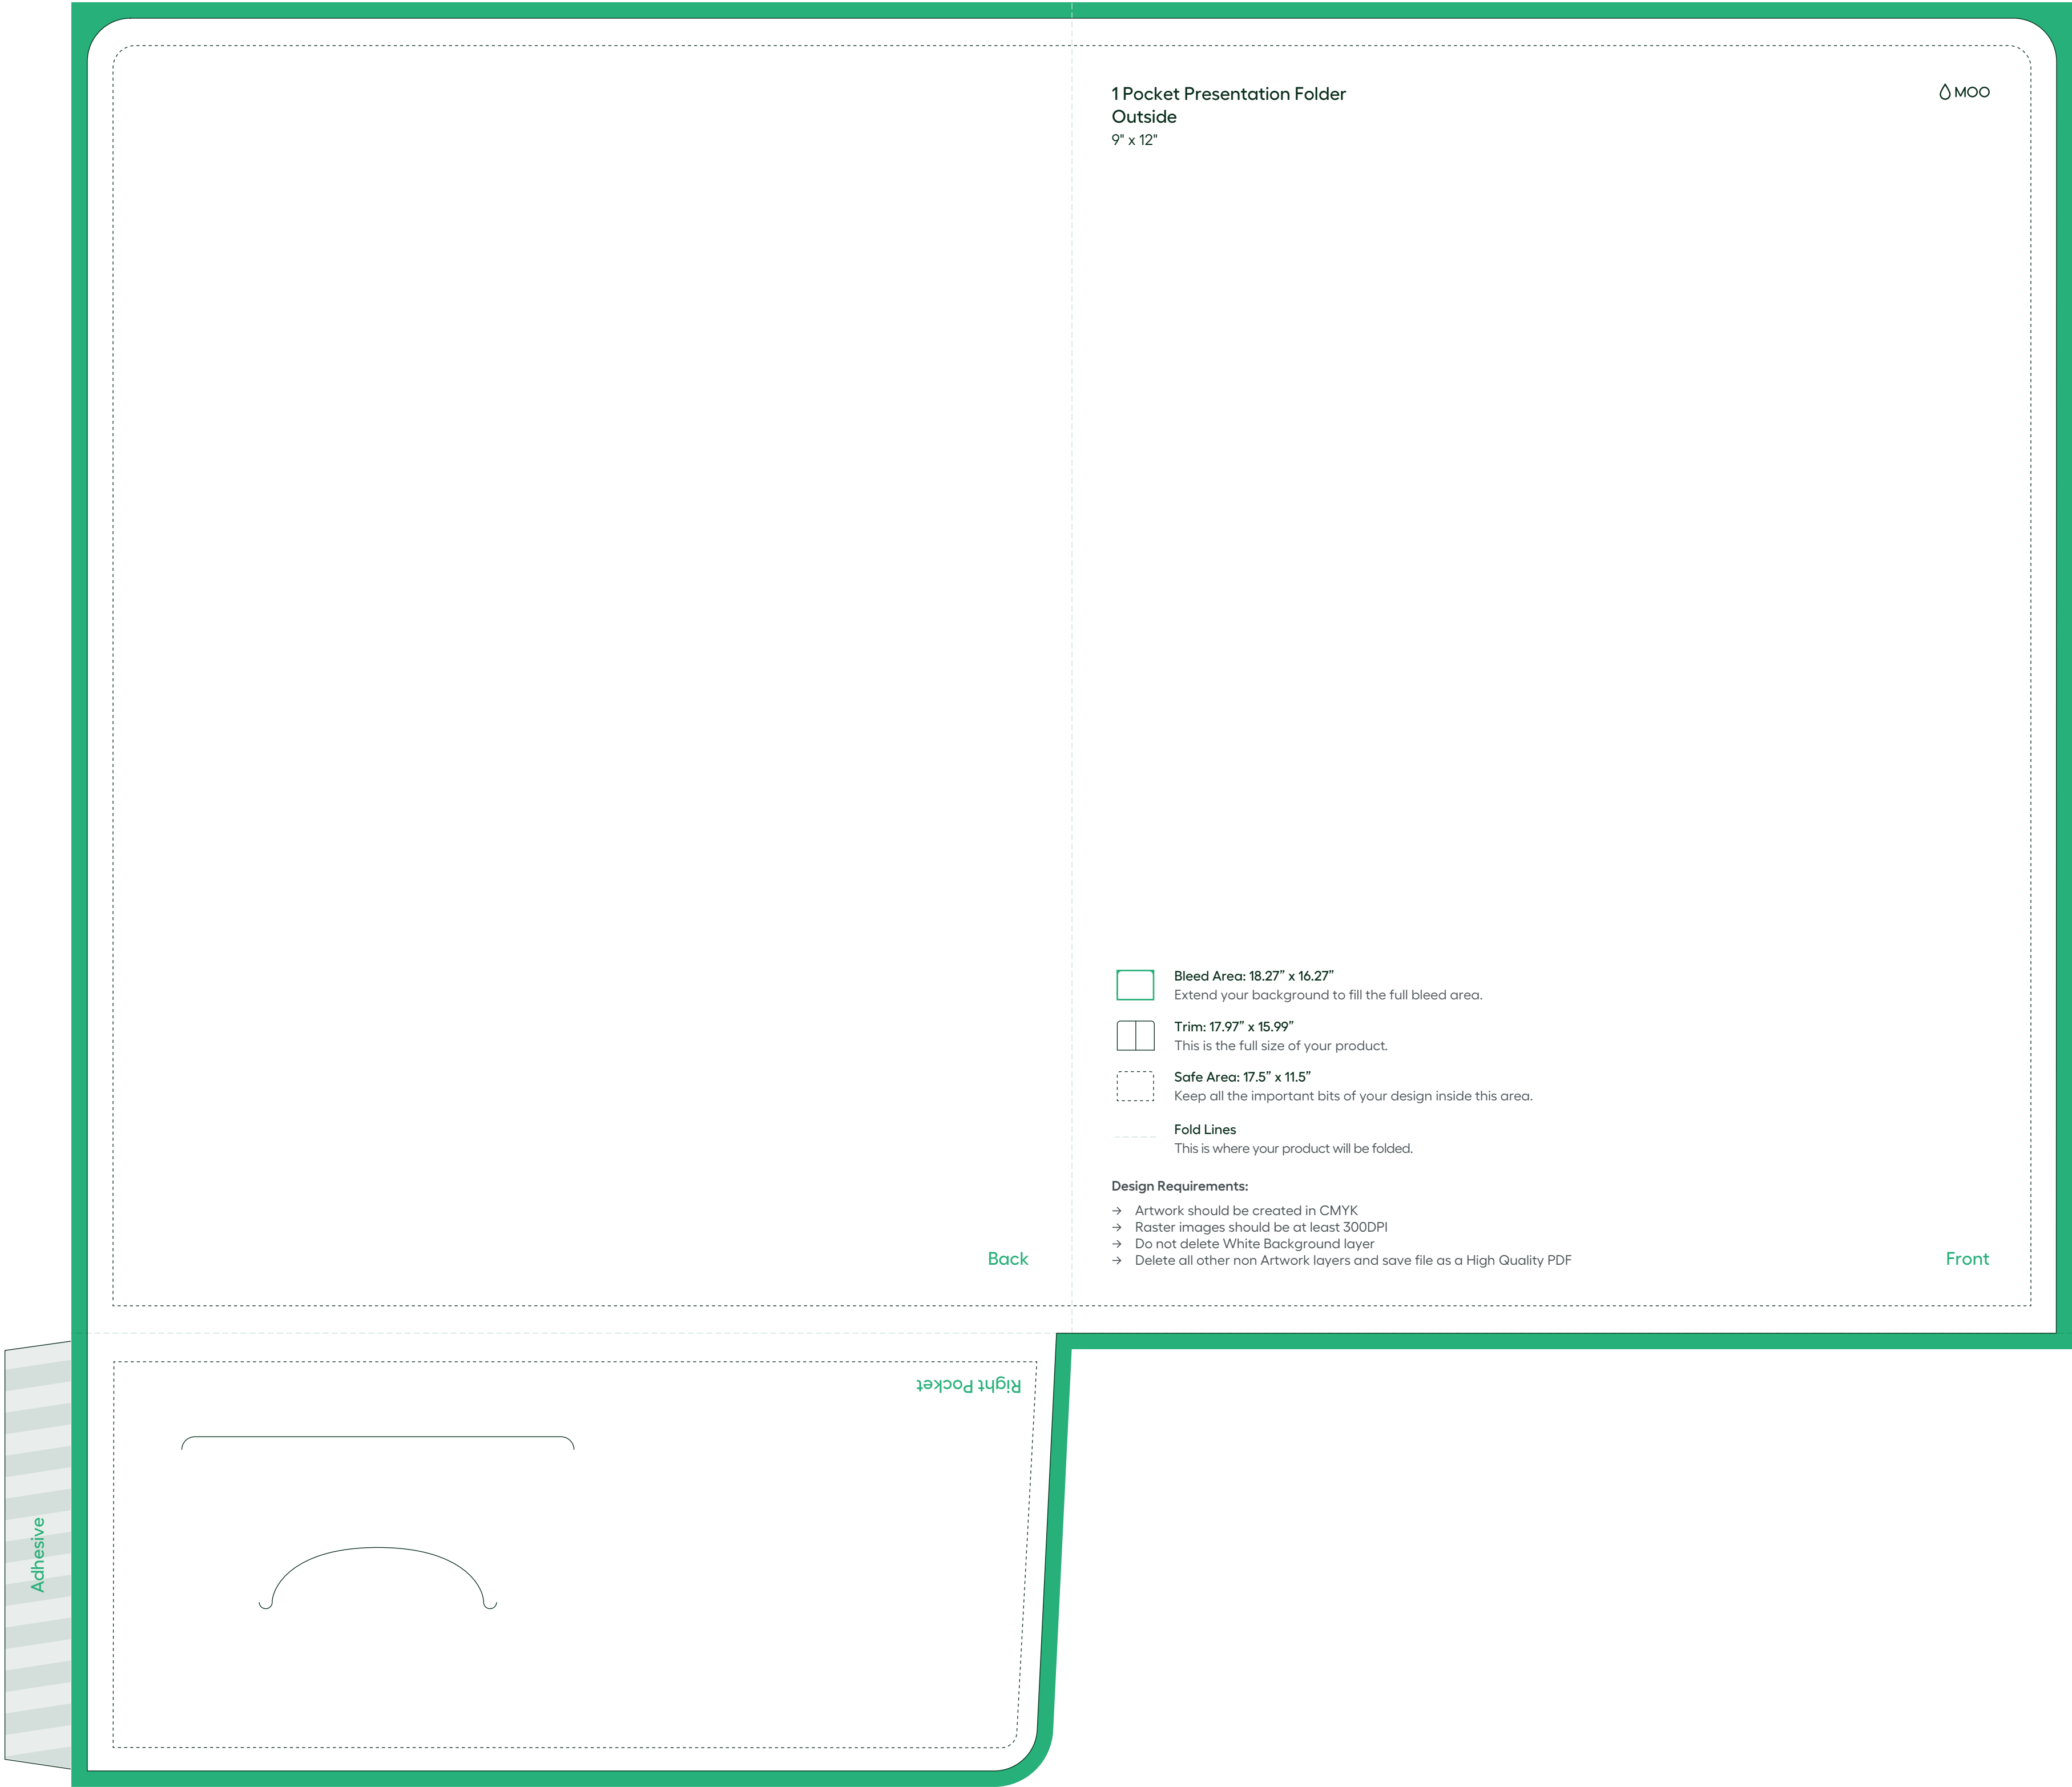 1 Pocket Presentation Folder
Outside
9" x 12"
MOO
Bleed Area: 18.27” x 16.27”
Extend your background to fill the full bleed area.
Trim: 17.97” x 15.99”
This is the full size of your product.
Safe Area: 17.5” x 11.5”
Keep all the important bits of your design inside this area.
Fold Lines
This is where your product will be folded.
Design Requirements:
→ Artwork should be created in CMYK
→ Raster images should be at least 300DPI
→ Do not delete White Background layer
→ Delete all other non Artwork layers and save file as a High Quality PDF
Back
Front
Right Pocket
Adhesive